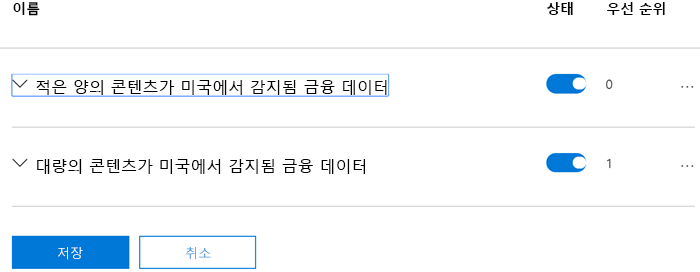 이름 상태 우선 순위
적은 양의 콘텐츠가 미국에서 감지됨 금융 데이터 0 ...
대량의 콘텐츠가 미국에서 감지됨 금융 데이터 1 ...
저장 취소